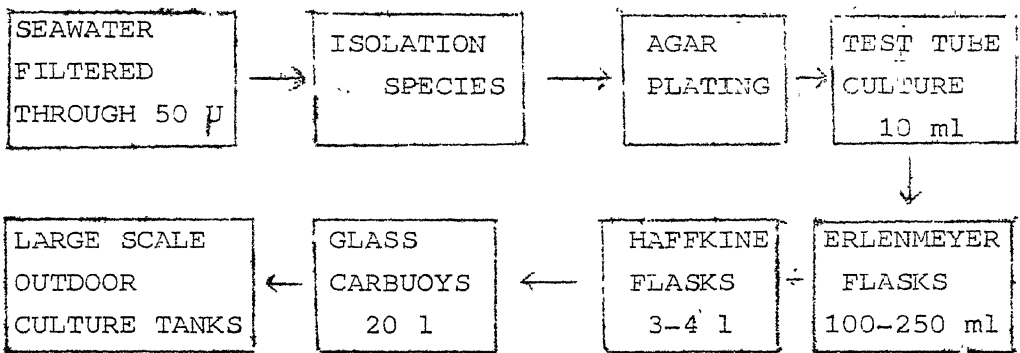 SEAWATER
FILTERED
THROUGH 50 µ
ISOLATION
SPECIES
AGAR
PLATING
TEST TUBE
CULTURE
10 ml
ERLENMEYER
FLASKS
100-250 ml
HAFFKINE
FLASKS
3-4 l
GLASS
CARBUOYS
20 l
LARGE SCALE
OUTDOOR
CULTURE TANKS